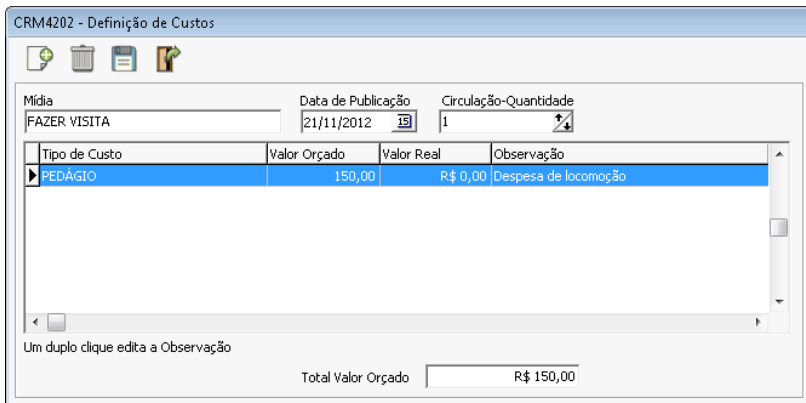 CRM4202 - Definição de Custos
Mídia Data de Publicação Circulação-Quantidade
FAZER VISITA 21/11/2012 15 1
Tipo de Custo Valor Orçado Valor Real Observação
PEDÁGIO 150,00 R$ 0,00 Despesa de locomoção
Um duplo clique edita a Observação
Total Valor Orçado R$ 150,00